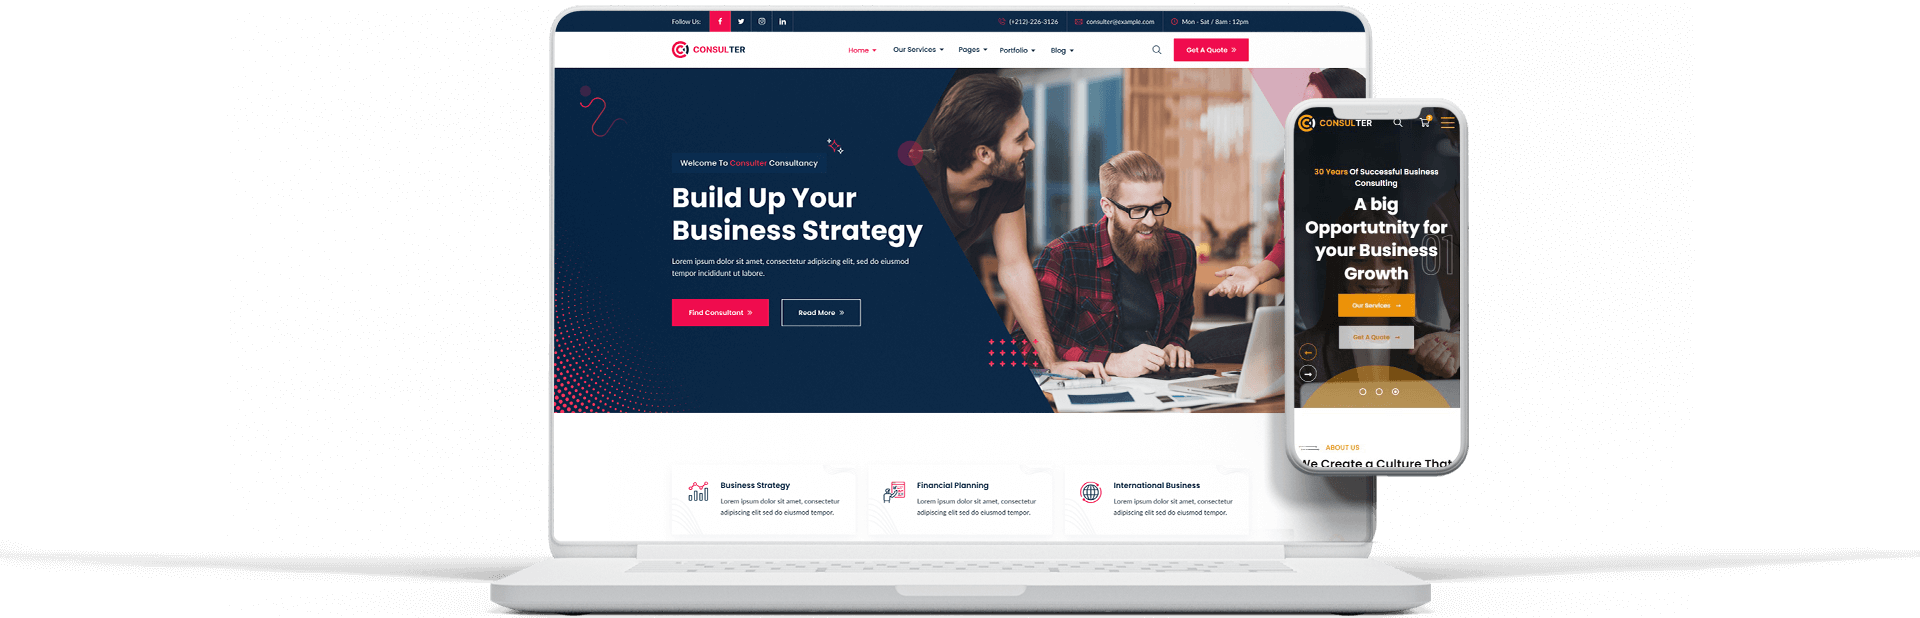 Follow Us:
(+212)-226-3126
consulter@example.com
Mon - Sat / 8am : 12pm
CONSULTER
Home
Our Services
Pages
Portfolio
Blog
Get A Quote
Welcome To Consulter Consultancy
Build Up Your
Business Strategy
Lorem ipsum dolor sit amet, consectetur adipiscing elit, sed do eiusmod
tempor incididunt ut labore.
Find Consultant
Read More
Business Strategy
Lorem ipsum dolor sit amet, consectetur
adipiscing elit sed do eiusmod tempor.
Financial Planning
Lorem ipsum dolor sit amet, consectetur
adipiscing elit sed do eiusmod tempor.
International Business
Lorem ipsum dolor sit amet, consectetur
adipiscing elit sed do eiusmod tempor.
CONSULTER
30 Years Of Successful Business
Consulting
A big
Opportutnity for
your Business
Growth
01
Our Services
Get A Quote
ABOUT US
We Create a Culture That